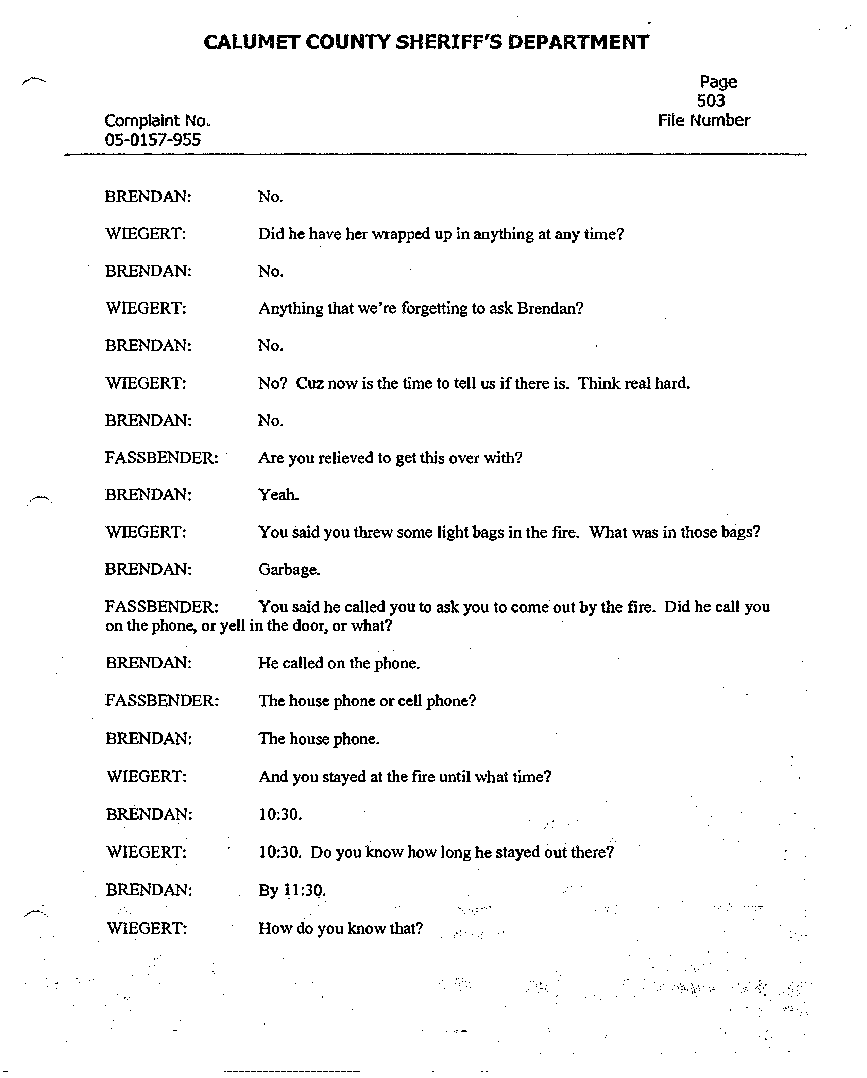 CALUMET COUNTY SHERIFF'S DEPARTMENT
Page
503
Complaint No. File Number
05-0157-955
BRENDAN: No.
WIEGERT: Did he have her wrapped up in anything at any time?
BRENDAN: No.
WIEGERT: Anything that we're forgetting to ask Brendan?
BRENDAN: No.
WIEGERT: No? Cuz now is the time to tell us if there is. Think real hard.
BRENDAN: No.
FASSBENDER: Are you relieved to get this over with?
BRENDAN: Yeah.
WIEGERT: You said you threw some light bags in the fire. What was in those bags?
BRENDAN: Garbage.
FASSBENDER: You said he called you to ask you to come out by the fire. Did he call you
on the phone, or yell in the door, or what?
BRENDAN: He called on the phone.
FASSBENDER: The house phone or cell phone?
BRENDAN: The house phone.
WIEGERT: And you stayed at the fire until what time?
BRENDAN: 10:30.
WIEGERT: 10:30. Do you know how long he stayed out there?
BRENDAN: By 11:30.
WIEGERT: How do you know that?